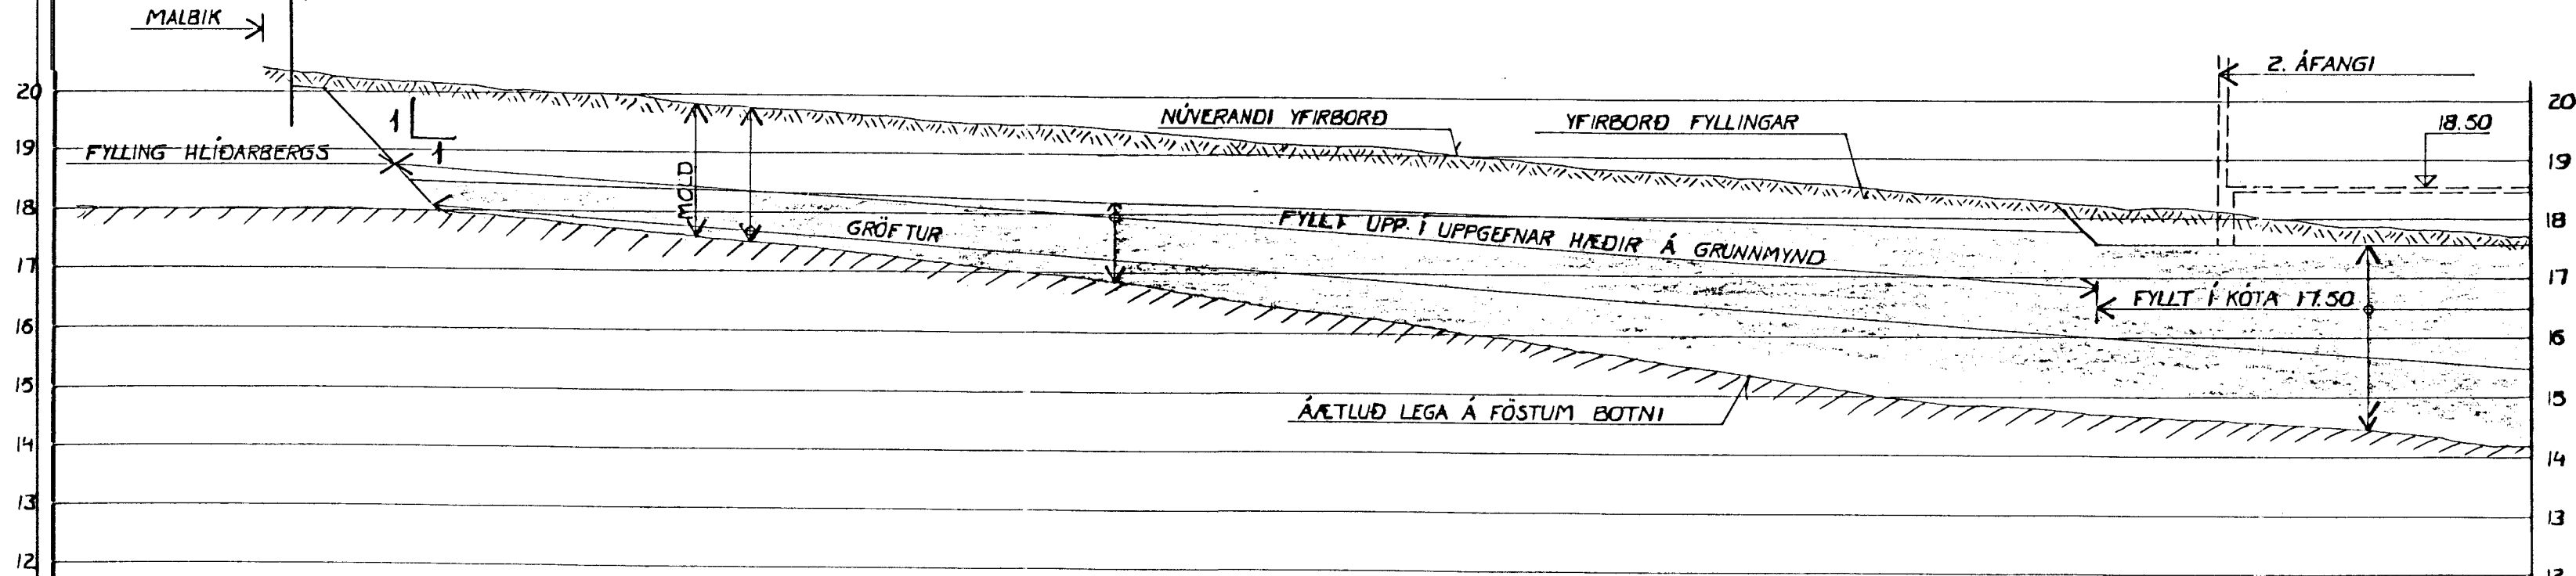 MALBIK
2. ÁFANGI
20
20
NÚVERANDI YFIRBORÐ
YFIRBORÐ FYLLINGAR
18.50
1
1
19
FYLLING HLÍÐARBERGS
19
MOLD
18
18
GRÖFTUR
FYLLT UPP Í UPPGEFNAR HÆÐIR Á GRUNNMYND
17
17
FYLLT Í KÓTA 17.50
16
16
15
15
ÁÆTLUÐ LEGA Á FÖSTUM BOTNI
14
14
13
13
12